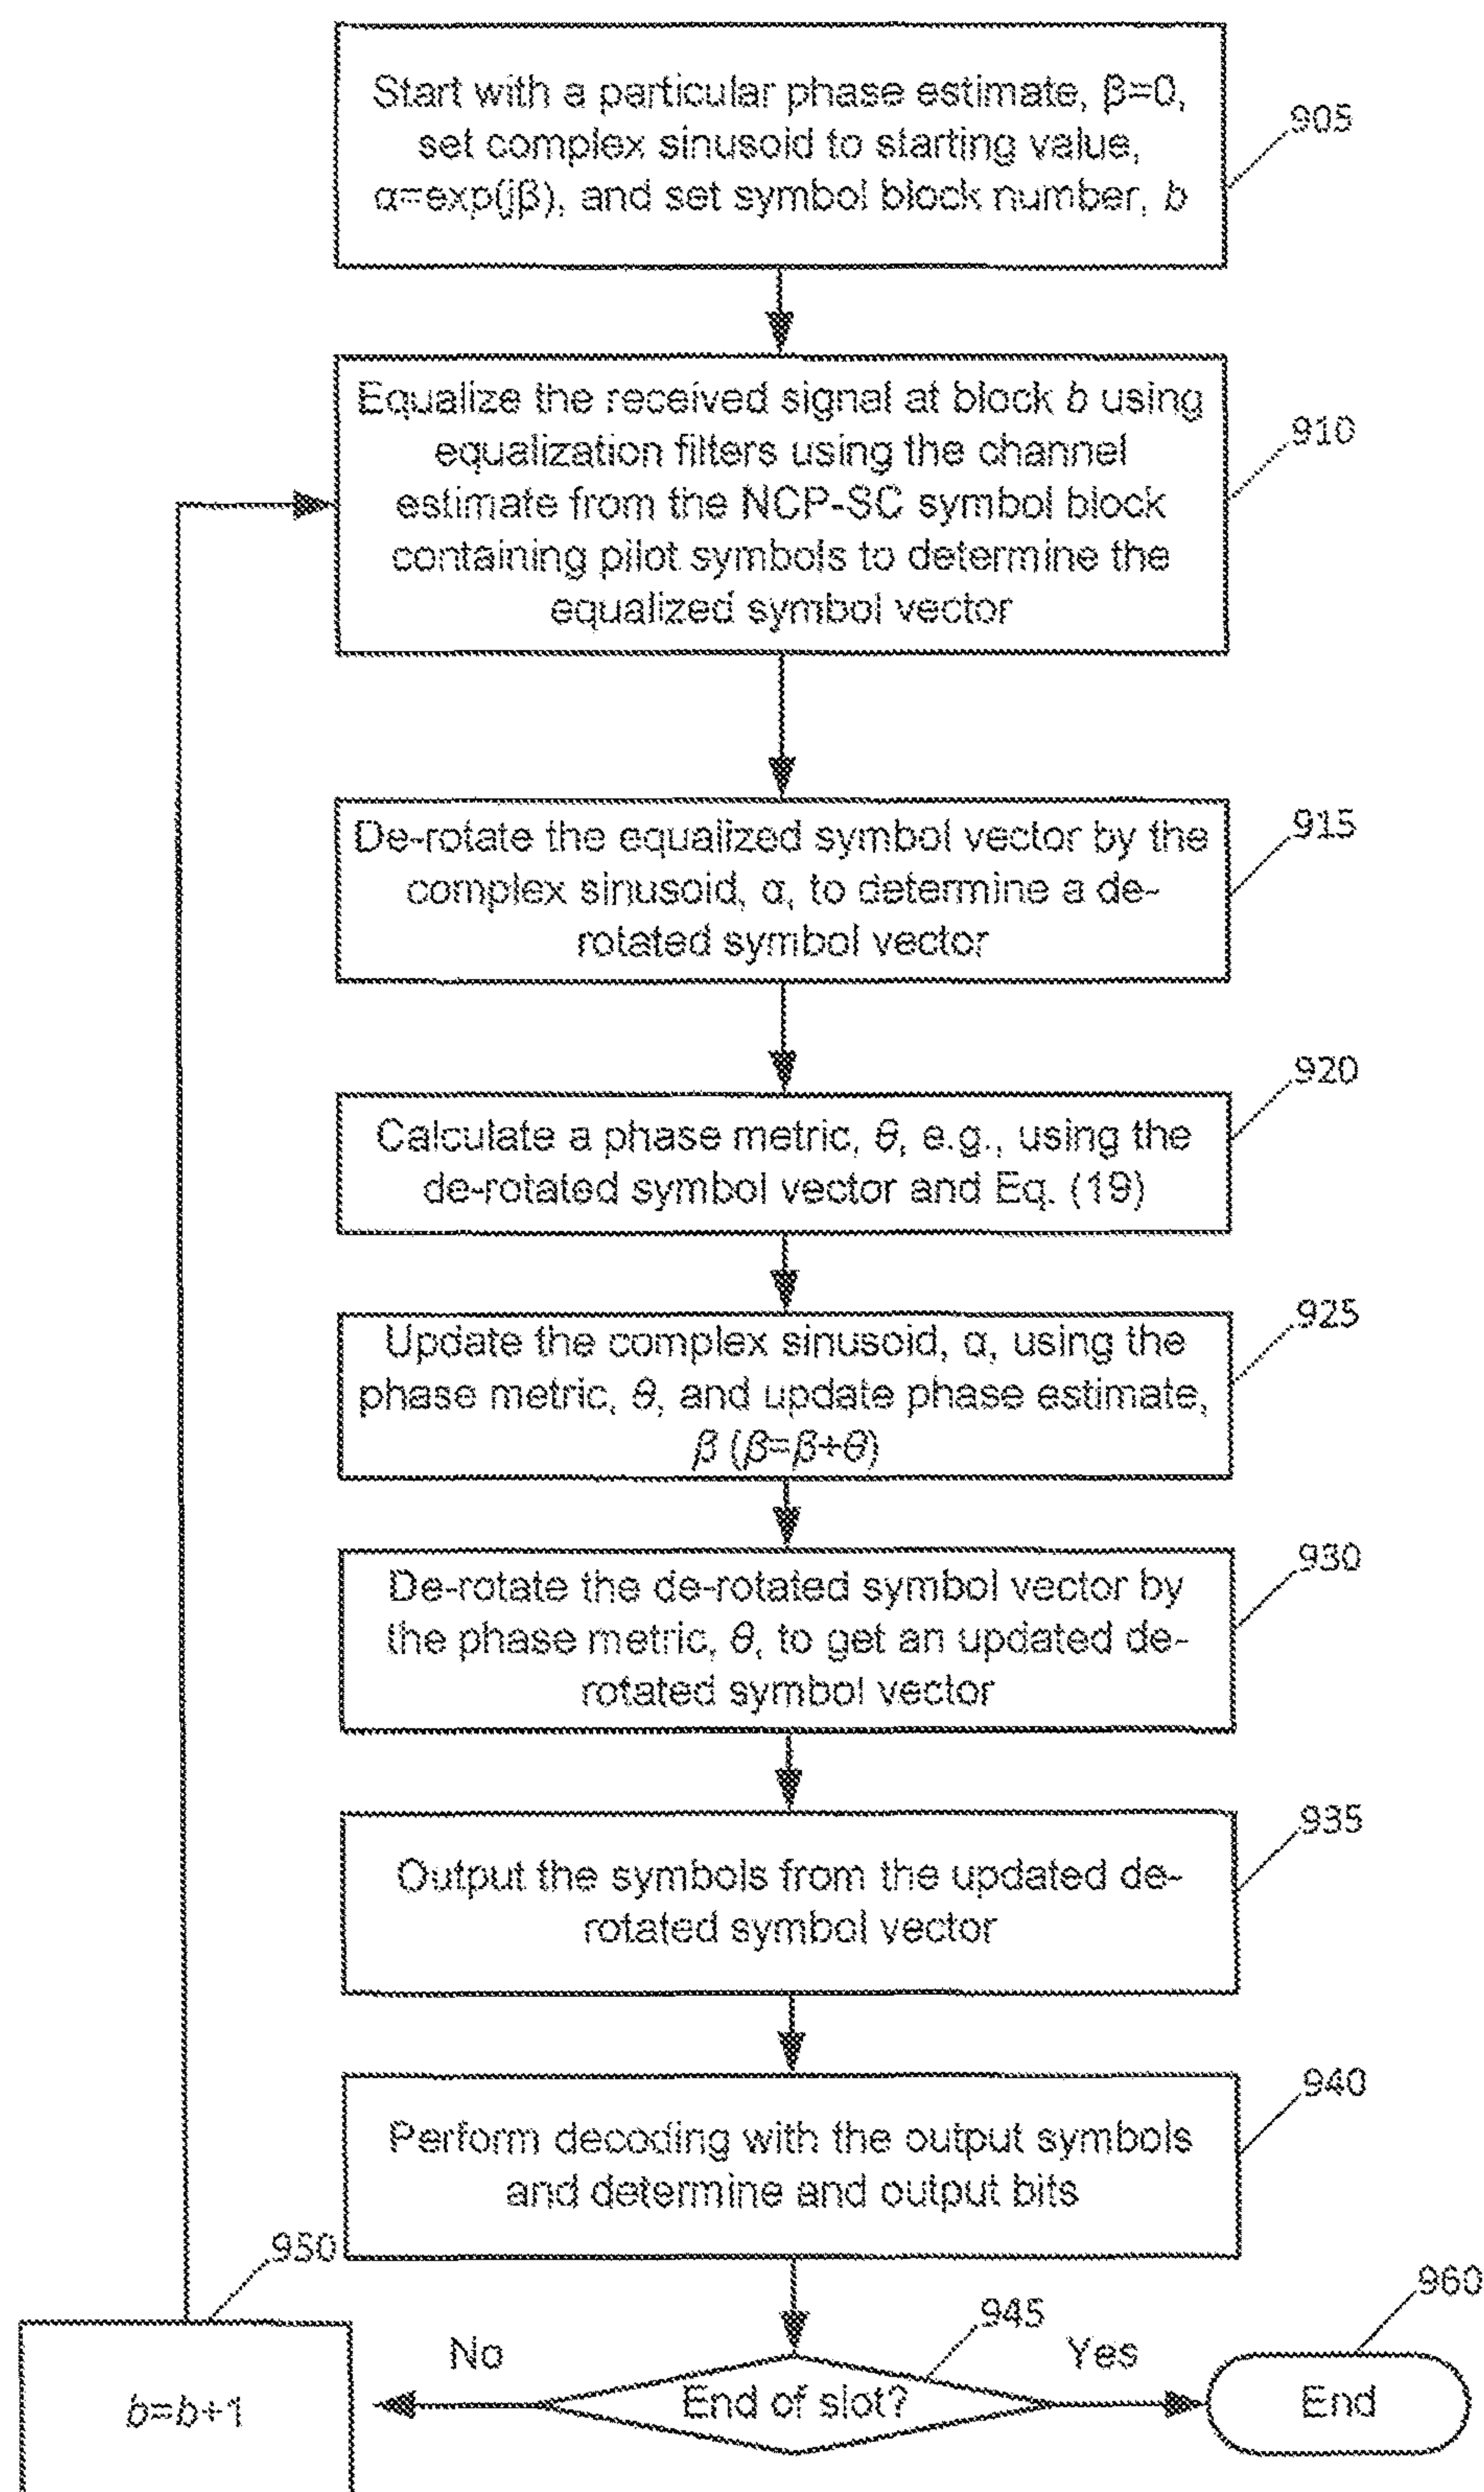 Start with a particular phase estimate, β=0,
set complex sinusoid to starting value,
α=exp(jβ), and set symbol block number, b
905
Equalize the received signal at block b using
equalization filters using the channel
estimate from the NCP-SC symbol block
containing pilot symbols to determine the
equalized symbol vector
910
De-rotate the equalized symbol vector by the
complex sinusoid, α, to determine a de-
rotated symbol vector
915
Calculate a phase metric, θ, e.g., using the
de-rotated symbol vector and Eq. (19)
920
Update the complex sinusoid, α, using the
phase metric, θ, and update phase estimate,
β (β=β+θ)
925
De-rotate the de-rotated symbol vector by
the phase metric, θ, to get an updated de-
rotated symbol vector
930
Output the symbols from the updated de-
rotated symbol vector
935
Perform decoding with the output symbols
and determine and output bits
940
950
b=b+1
No
End of slot?
945
Yes
End
960